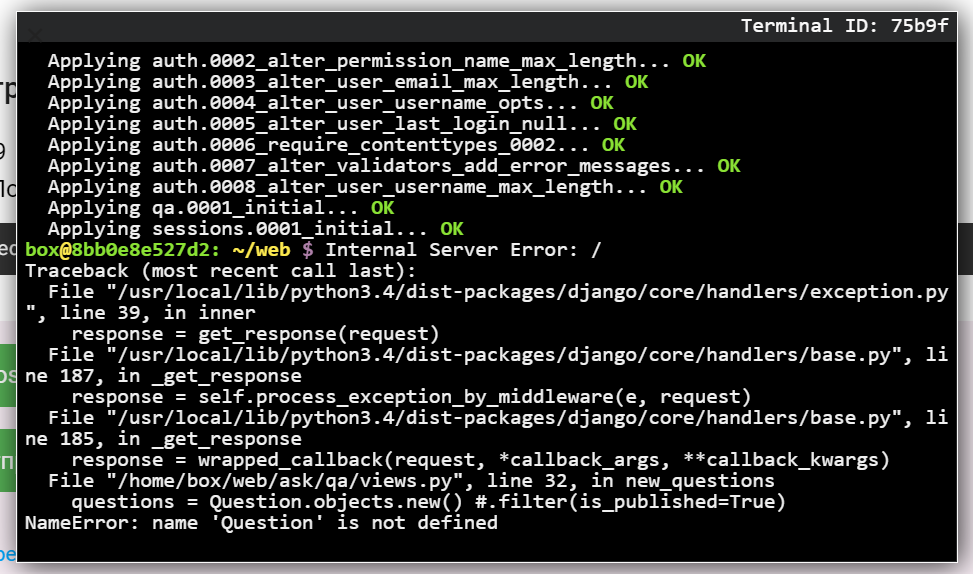 Terminal ID: 75b9f
Applying auth.0002_alter_permission_name_max_length... OK
Applying auth.0003_alter_user_email_max_length... OK
Applying auth.0004_alter_user_username_opts... OK
Applying auth.0005_alter_user_last_login_null... OK
Applying auth.0006_require_contenttypes_0002... OK
Applying auth.0007_alter_validators_add_error_messages... OK
Applying auth.0008_alter_user_username_max_length... OK
Applying qa.0001_initial... OK
Applying sessions.0001_initial... OK
box@8bb0e8e527d2: ~/web $ Internal Server Error: /
Traceback (most recent call last):
File "/usr/local/lib/python3.4/dist-packages/django/core/handlers/exception.py
", line 39, in inner
response = get_response(request)
File "/usr/local/lib/python3.4/dist-packages/django/core/handlers/base.py", li
ne 187, in _get_response
response = self.process_exception_by_middleware(e, request)
File "/usr/local/lib/python3.4/dist-packages/django/core/handlers/base.py", li
ne 185, in _get_response
response = wrapped_callback(request, *callback_args, **callback_kwargs)
File "/home/box/web/ask/qa/views.py", line 32, in new_questions
questions = Question.objects.new() #.filter(is_published=True)
NameError: name 'Question' is not defined